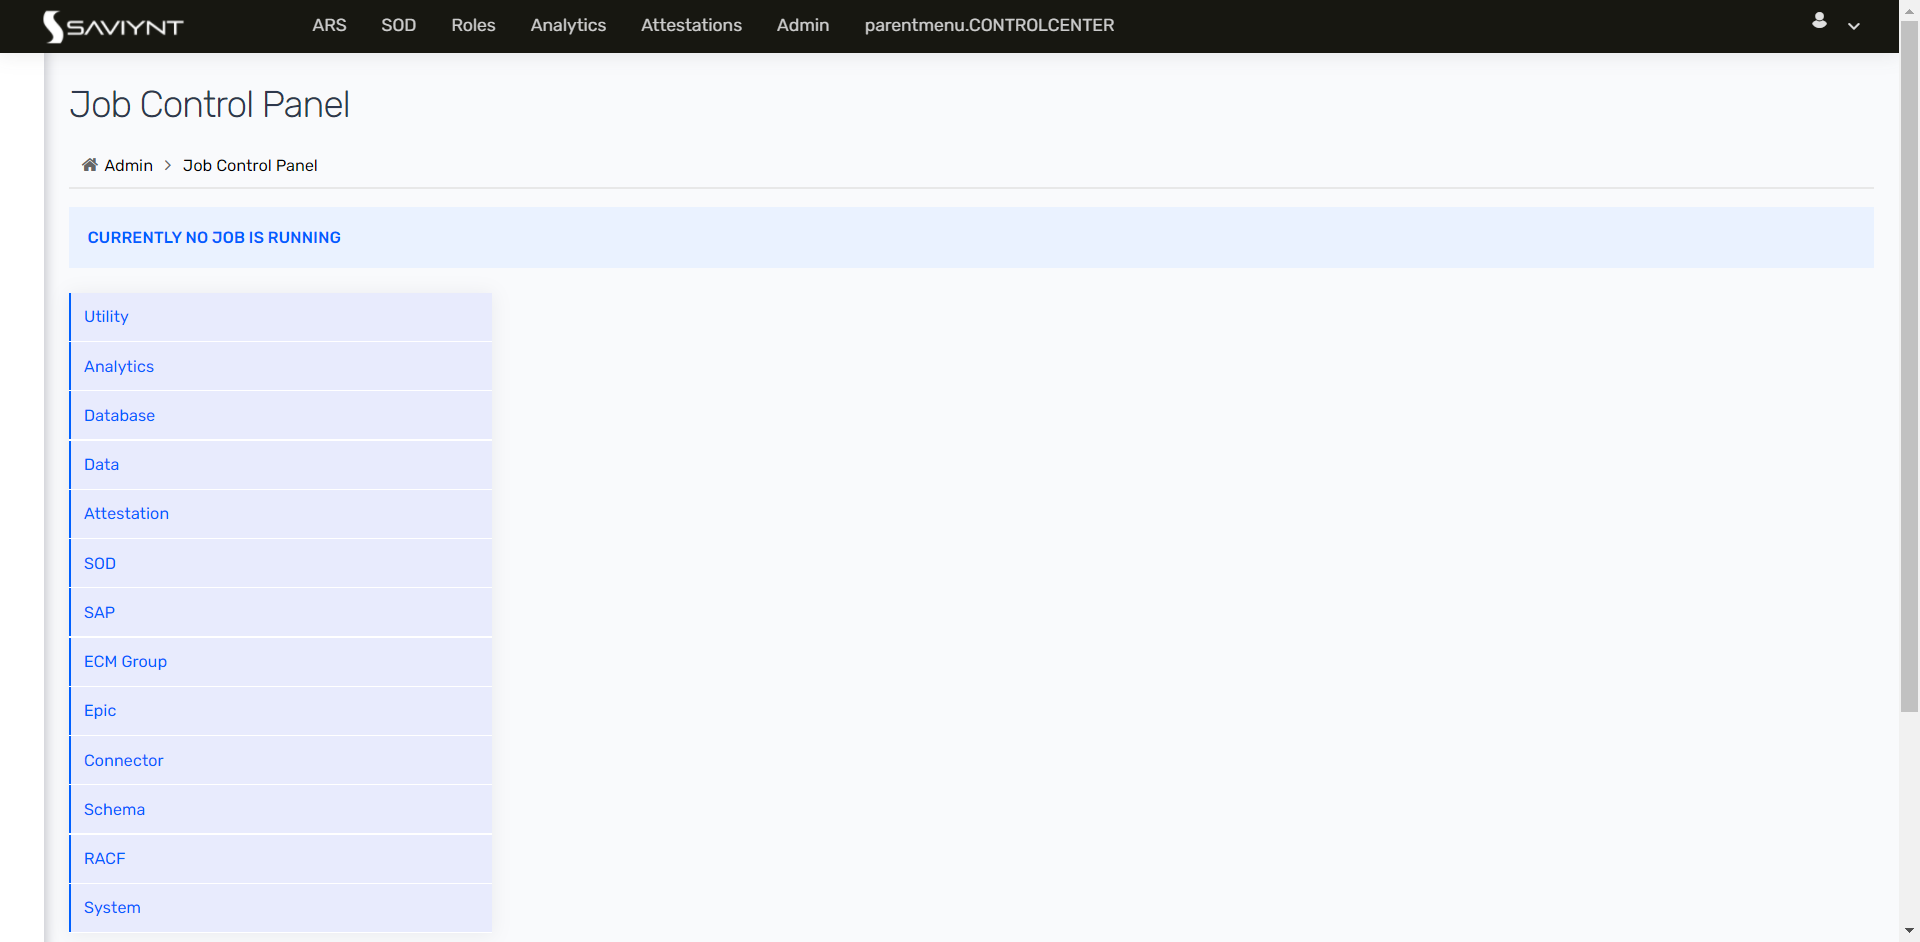 SAVIYNT ARS SOD Roles Analytics Attestations Admin parentmenu.CONTROLCENTER
Job Control Panel
Admin > Job Control Panel
CURRENTLY NO JOB IS RUNNING
Utility
Analytics
Database
Data
Attestation
SOD
SAP
ECM Group
Epic
Connector
Schema
RACF
System